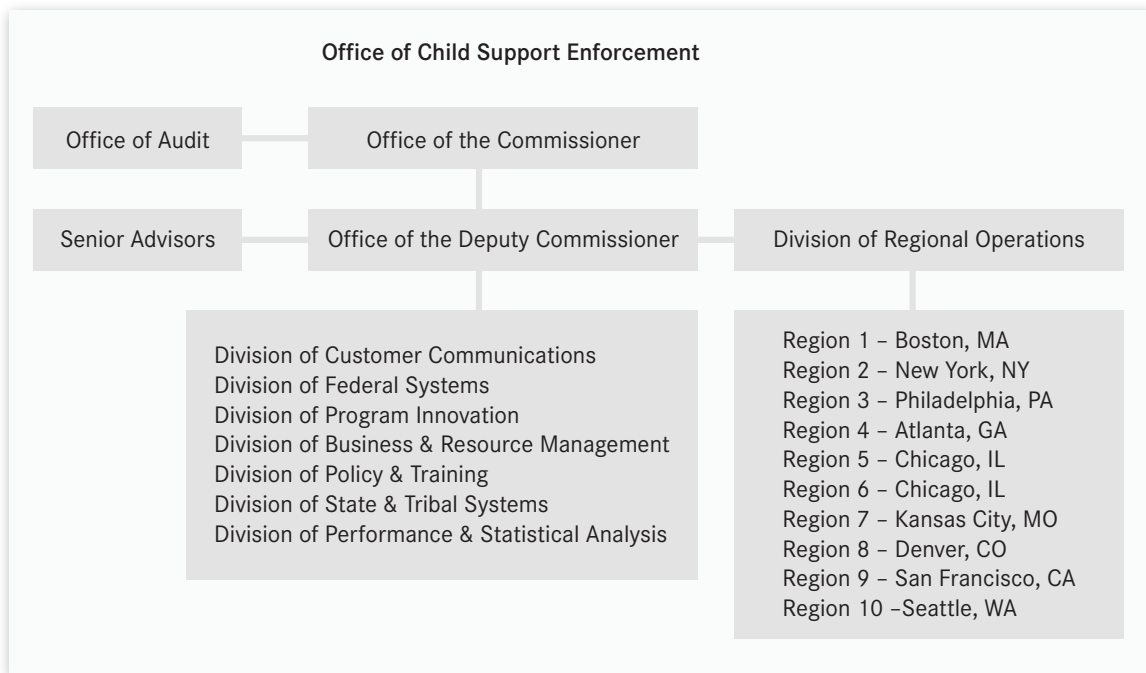 Office of Child Support Enforcement
Office of Audit
Office of the Commissioner
Senior Advisors
Office of the Deputy Commissioner
Division of Regional Operations
Division of Customer Communications
Division of Federal Systems
Division of Program Innovation
Division of Business & Resource Management
Division of Policy & Training
Division of State & Tribal Systems
Division of Performance & Statistical Analysis
Region 1 – Boston, MA
Region 2 – New York, NY
Region 3 – Philadelphia, PA
Region 4 – Atlanta, GA
Region 5 – Chicago, IL
Region 6 – Chicago, IL
Region 7 – Kansas City, MO
Region 8 – Denver, CO
Region 9 – San Francisco, CA
Region 10 –Seattle, WA